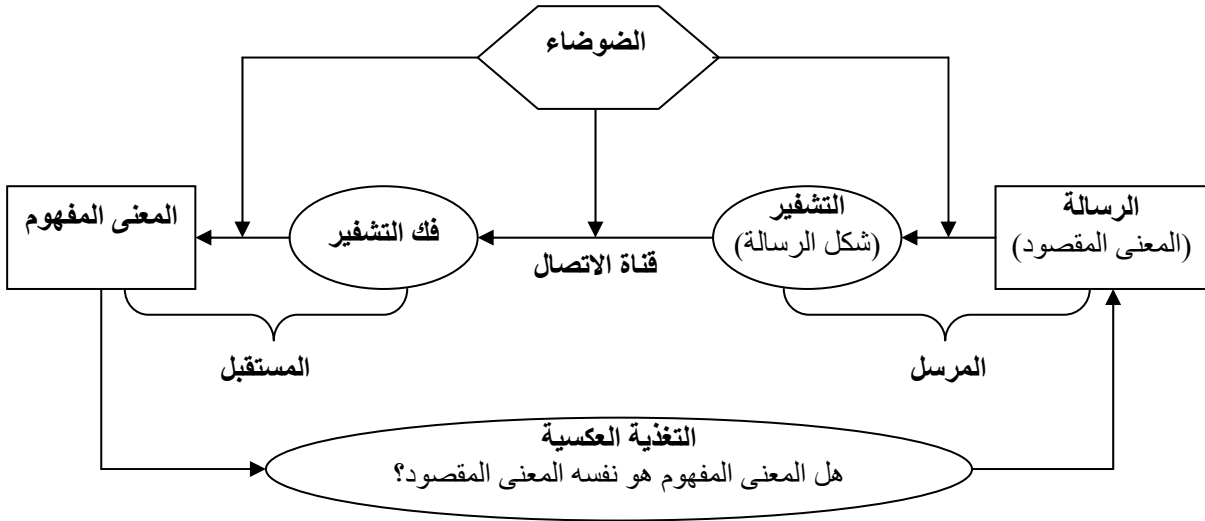 الضوضاء
الرسالة
(المعنى المقصود)
التشفير
(شكل الرسالة)
قناة الاتصال
فك التشفير
المعنى المفهوم
المرسل
المستقبل
التغذية العكسية
هل المعنى المفهوم هو نفسه المعنى المقصود؟